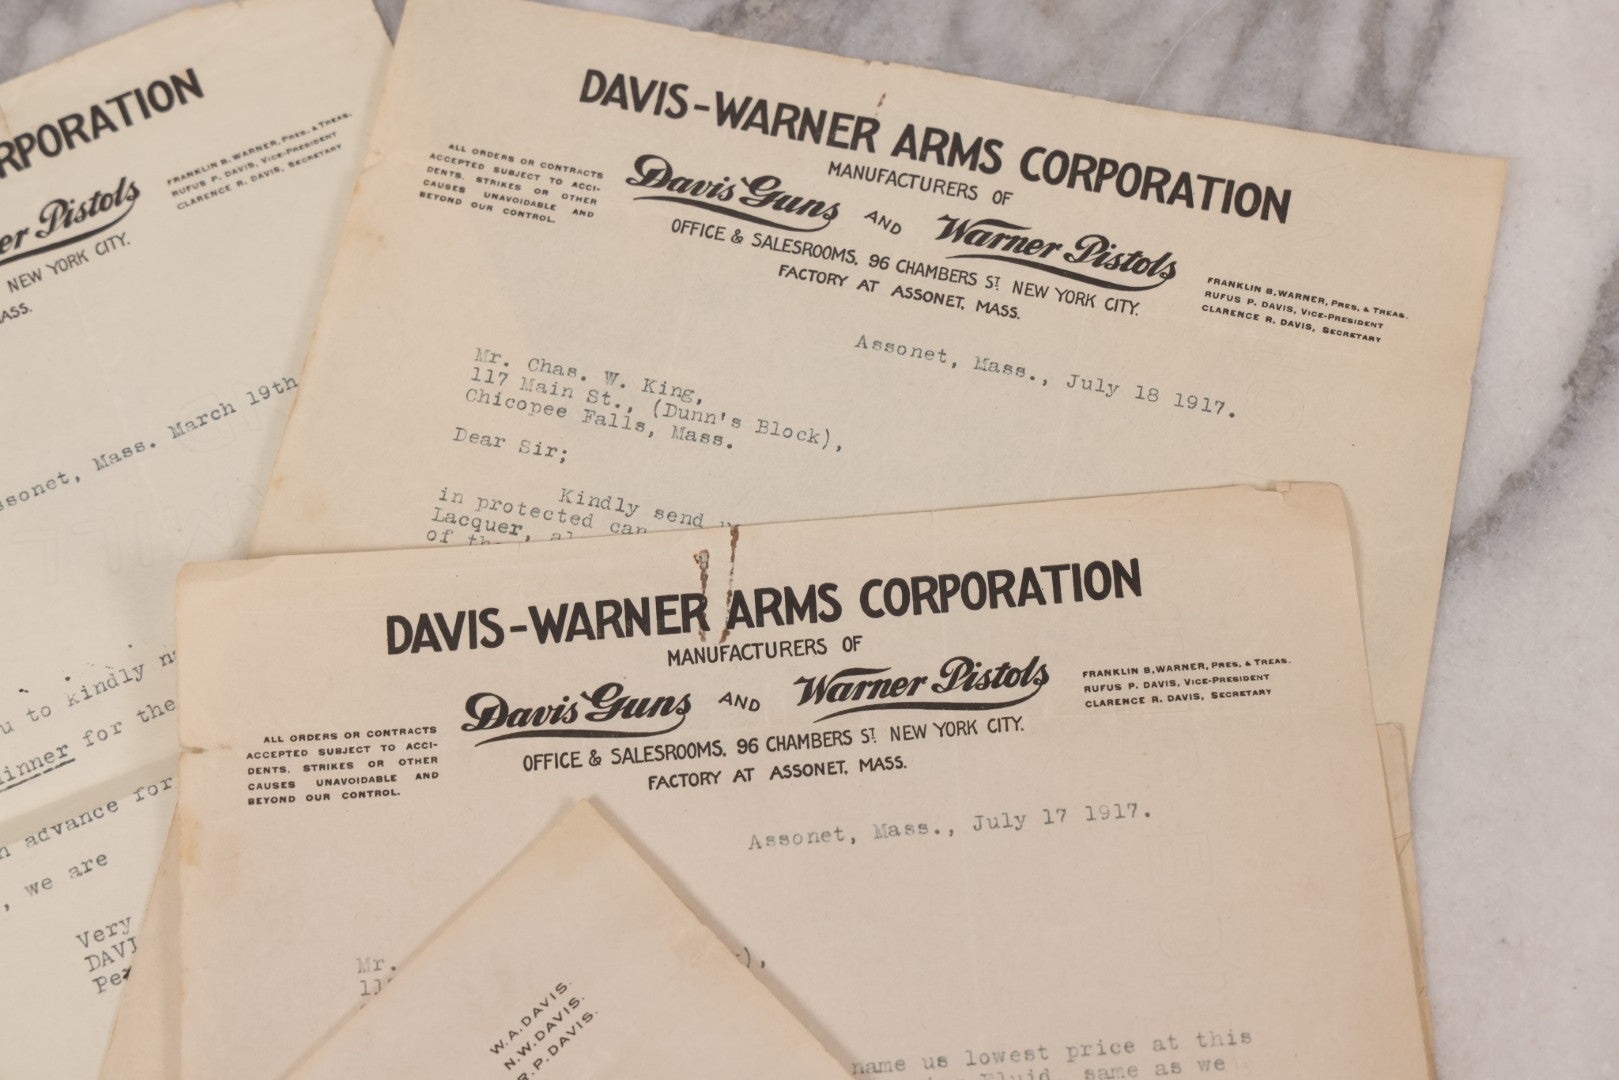 RPORATION
FRANKLIN B. WARNER, PRES. & TREAS.
RUFUS P. DAVIS, VICE-PRESIDENT
CLARENCE R. DAVIS, SECRETARY
er Pistols
NEW YORK CITY.
ASS.
ssonet, Mass. March 19th
u to kindly
inner for the
n advance for
, we are
Very
DAVI
Per
DAVIS-WARNER ARMS CORPORATION
MANUFACTURERS OF
Davis Guns AND Warner Pistols
OFFICE & SALESROOMS, 96 CHAMBERS ST. NEW YORK CITY.
FACTORY AT ASSONET, MASS.
ALL ORDERS OR CONTRACTS
ACCEPTED SUBJECT TO ACCI-
DENTS, STRIKES OR OTHER
CAUSES UNAVOIDABLE AND
BEYOND OUR CONTROL.
FRANKLIN B. WARNER, PRES. & TREAS.
RUFUS P. DAVIS, VICE-PRESIDENT
CLARENCE R. DAVIS, SECRETARY
Assonet, Mass., July 18 1917.
Mr. Chas. W. King,
117 Main St., (Dunn's Block),
Chicopee Falls, Mass.
Dear Sir;
Kindly send
in protected can
Lacquer,
of
DAVIS-WARNER ARMS CORPORATION
MANUFACTURERS OF
Davis Guns AND Warner Pistols
OFFICE & SALESROOMS, 96 CHAMBERS ST. NEW YORK CITY.
FACTORY AT ASSONET, MASS.
ALL ORDERS OR CONTRACTS
ACCEPTED SUBJECT TO ACCI-
DENTS, STRIKES OR OTHER
CAUSES UNAVOIDABLE AND
BEYOND OUR CONTROL.
FRANKLIN B. WARNER, PRES. & TREAS.
RUFUS P. DAVIS, VICE-PRESIDENT
CLARENCE R. DAVIS, SECRETARY
Assonet, Mass., July 17 1917.
Mr.
11
),
name us lowest price at this
Fluid, same as we
W. A. DAVIS.
N. W. DAVIS.
R. P. DAVIS.